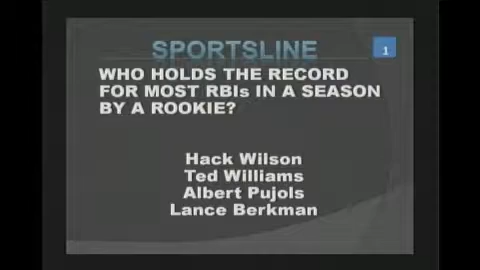 SPORTSLINE
1
WHO HOLDS THE RECORD
FOR MOST RBIs IN A SEASON
BY A ROOKIE?
Hack Wilson
Ted Williams
Albert Pujols
Lance Berkman